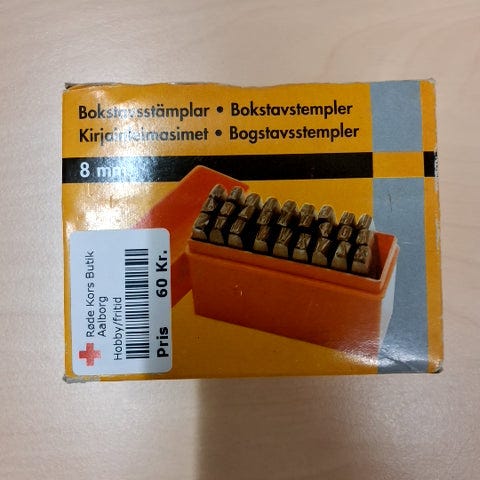 Bokstavsstämplar • Bokstavstempler
Kirjainleimasimet • Bogstavsstempler
8 mm
Røde Kors Butik
Aalborg
Hobby/fritid
Pris 60 Kr.